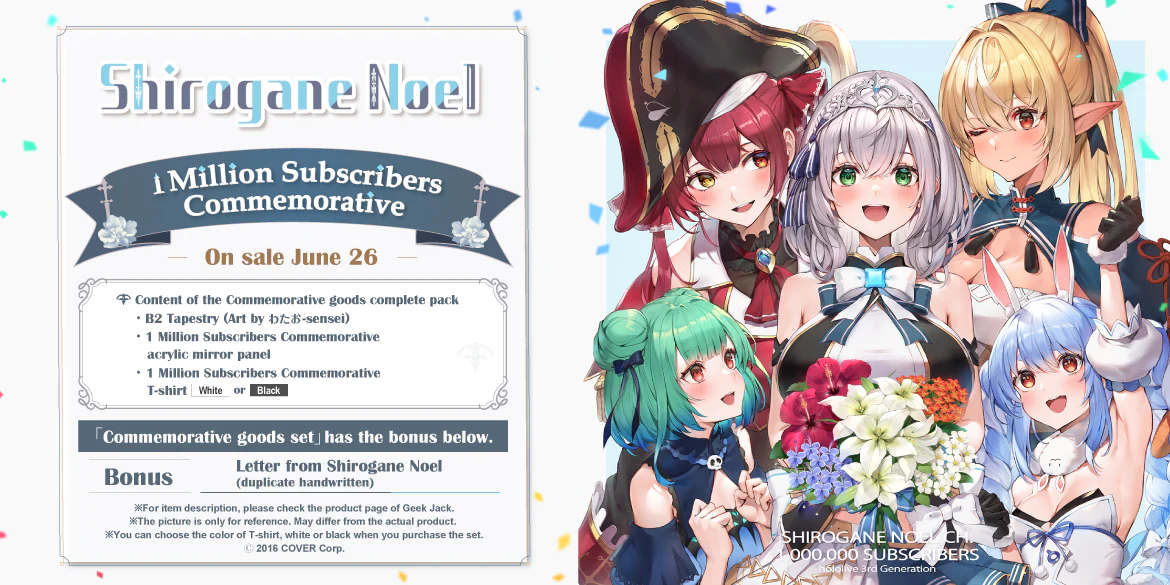 Shirogane Noel
1 Million Subscribers
Commemorative
On sale June 26
Content of the Commemorative goods complete pack
・B2 Tapestry (Art by わたお-sensei)
・1 Million Subscribers Commemorative
acrylic mirror panel
・1 Million Subscribers Commemorative
T-shirt White or Black
「Commemorative goods set」has the bonus below.
Bonus
Letter from Shirogane Noel
(duplicate handwritten)
※For item description, please check the product page of Geek Jack.
※The picture is only for reference. May differ from the actual product.
※You can choose the color of T-shirt, white or black when you purchase the set.
© 2016 COVER Corp.
SHIROGANE NOEL CH.
1,000,000 SUBSCRIBERS
hololive 3rd Generation